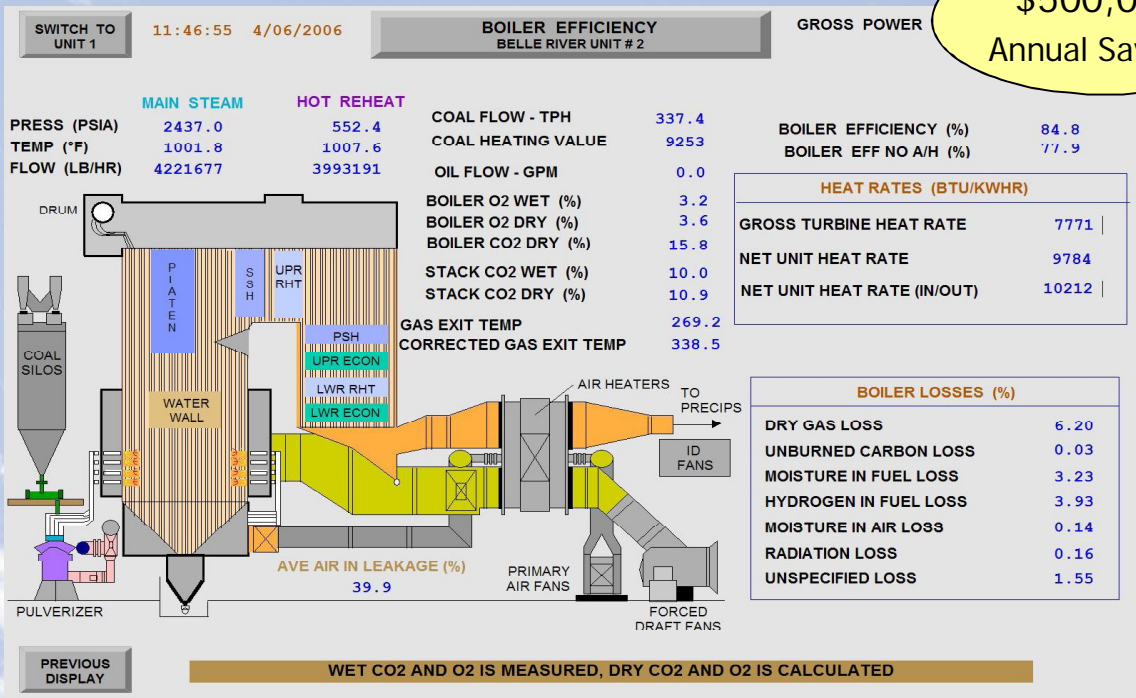 SWITCH TO
UNIT 1
11:46:55 4/06/2006
BOILER EFFICIENCY
BELLE RIVER UNIT # 2
GROSS POWER
Annual
MAIN STEAM HOT REHEAT
PRESS (PSIA) 2437.0 552.4
TEMP (°F) 1001.8 1007.6
FLOW (LB/HR) 4221677 3993191
COAL FLOW - TPH 337.4
COAL HEATING VALUE 9253
OIL FLOW - GPM 0.0
BOILER O2 WET (%) 3.2
BOILER O2 DRY (%) 3.6
BOILER CO2 DRY (%) 15.8
STACK CO2 WET (%) 10.0
STACK CO2 DRY (%) 10.9
GAS EXIT TEMP 269.2
CORRECTED GAS EXIT TEMP 338.5
BOILER EFFICIENCY (%) 84.8
BOILER EFF NO A/H (%) 77.9
HEAT RATES (BTU/KWHR)
GROSS TURBINE HEAT RATE 7771
NET UNIT HEAT RATE 9784
NET UNIT HEAT RATE (IN/OUT) 10212
DRUM
PLATEN
SSH
UPR
RHT
PSH
UPR ECON
LWR RHT
LWR ECON
COAL
SILOS
WATER
WALL
AIR HEATERS
TO
PRECIPS
ID
FANS
BOILER LOSSES (%)
DRY GAS LOSS 6.20
UNBURNED CARBON LOSS 0.03
MOISTURE IN FUEL LOSS 3.23
HYDROGEN IN FUEL LOSS 3.93
MOISTURE IN AIR LOSS 0.14
RADIATION LOSS 0.16
UNSPECIFIED LOSS 1.55
AVE AIR IN LEAKAGE (%)
39.9
PULVERIZER
PRIMARY
AIR FANS
FORCED
DRAFT FANS
PREVIOUS
DISPLAY
WET CO2 AND O2 IS MEASURED, DRY CO2 AND O2 IS CALCULATED